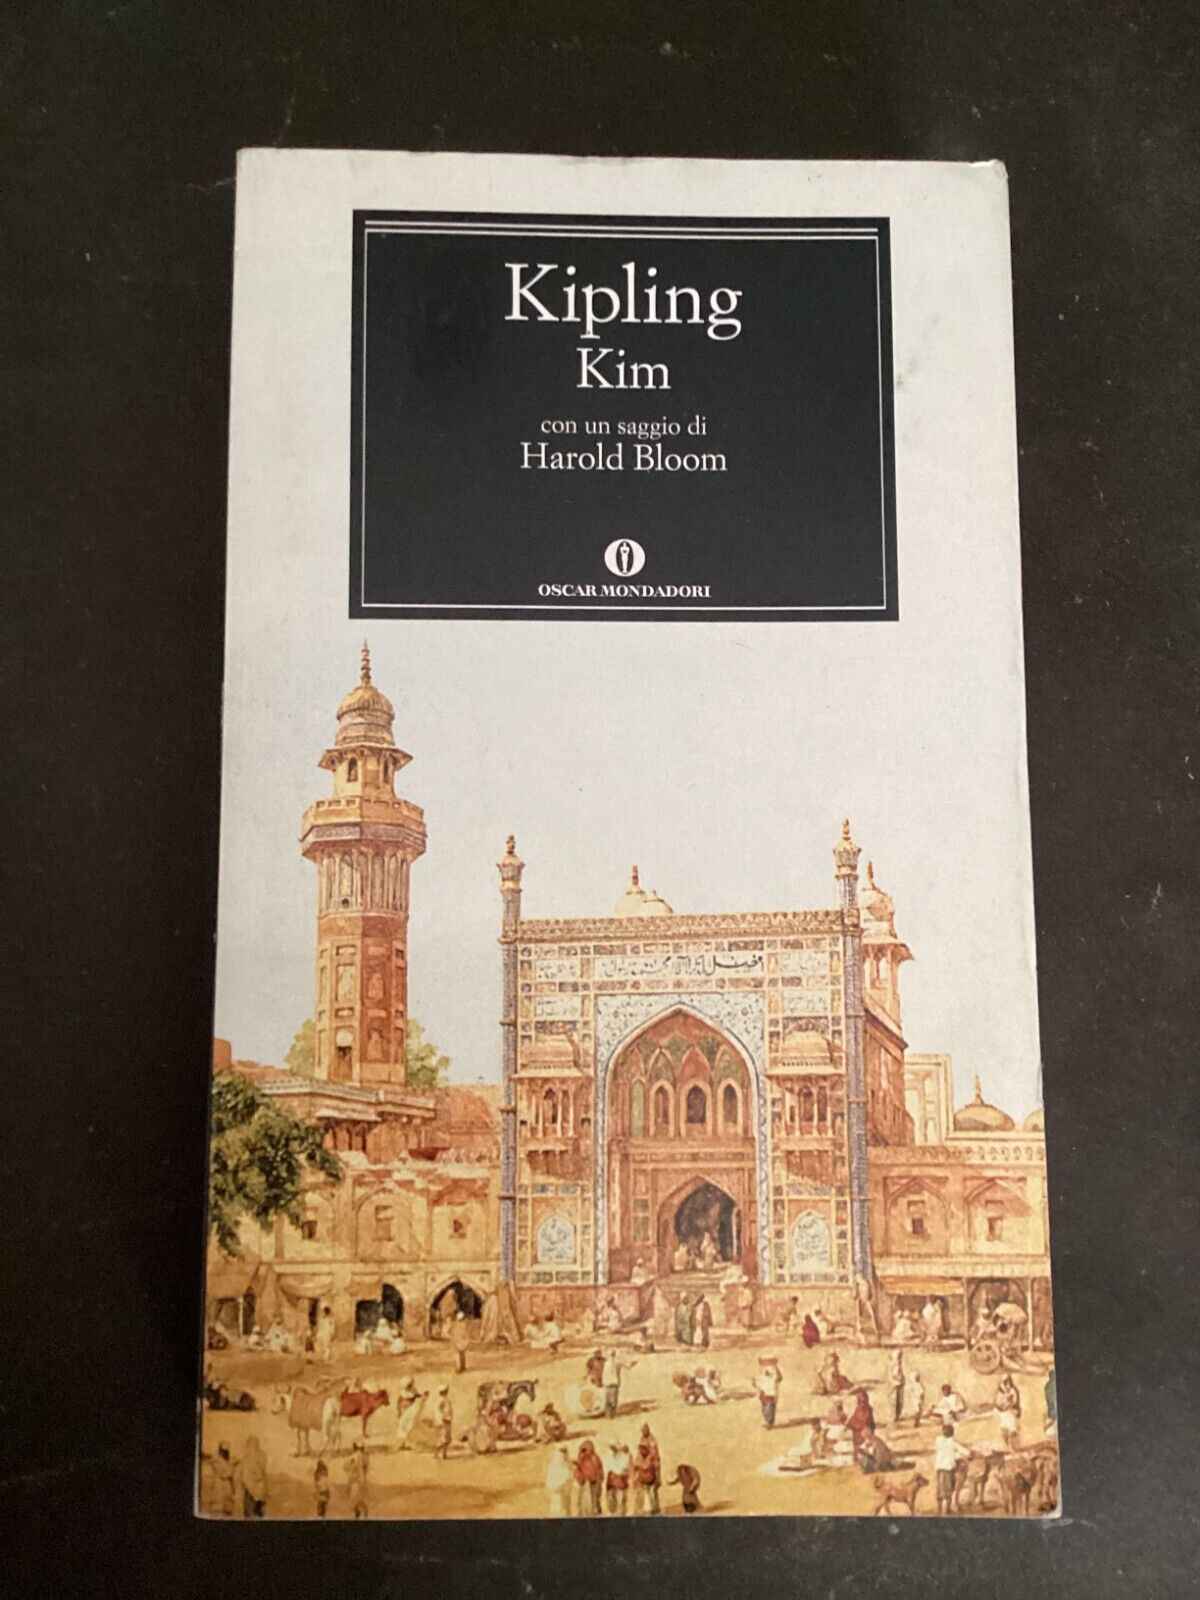 Kipling
Kim
con un saggio di
Harold Bloom
OSCAR MONDADORI